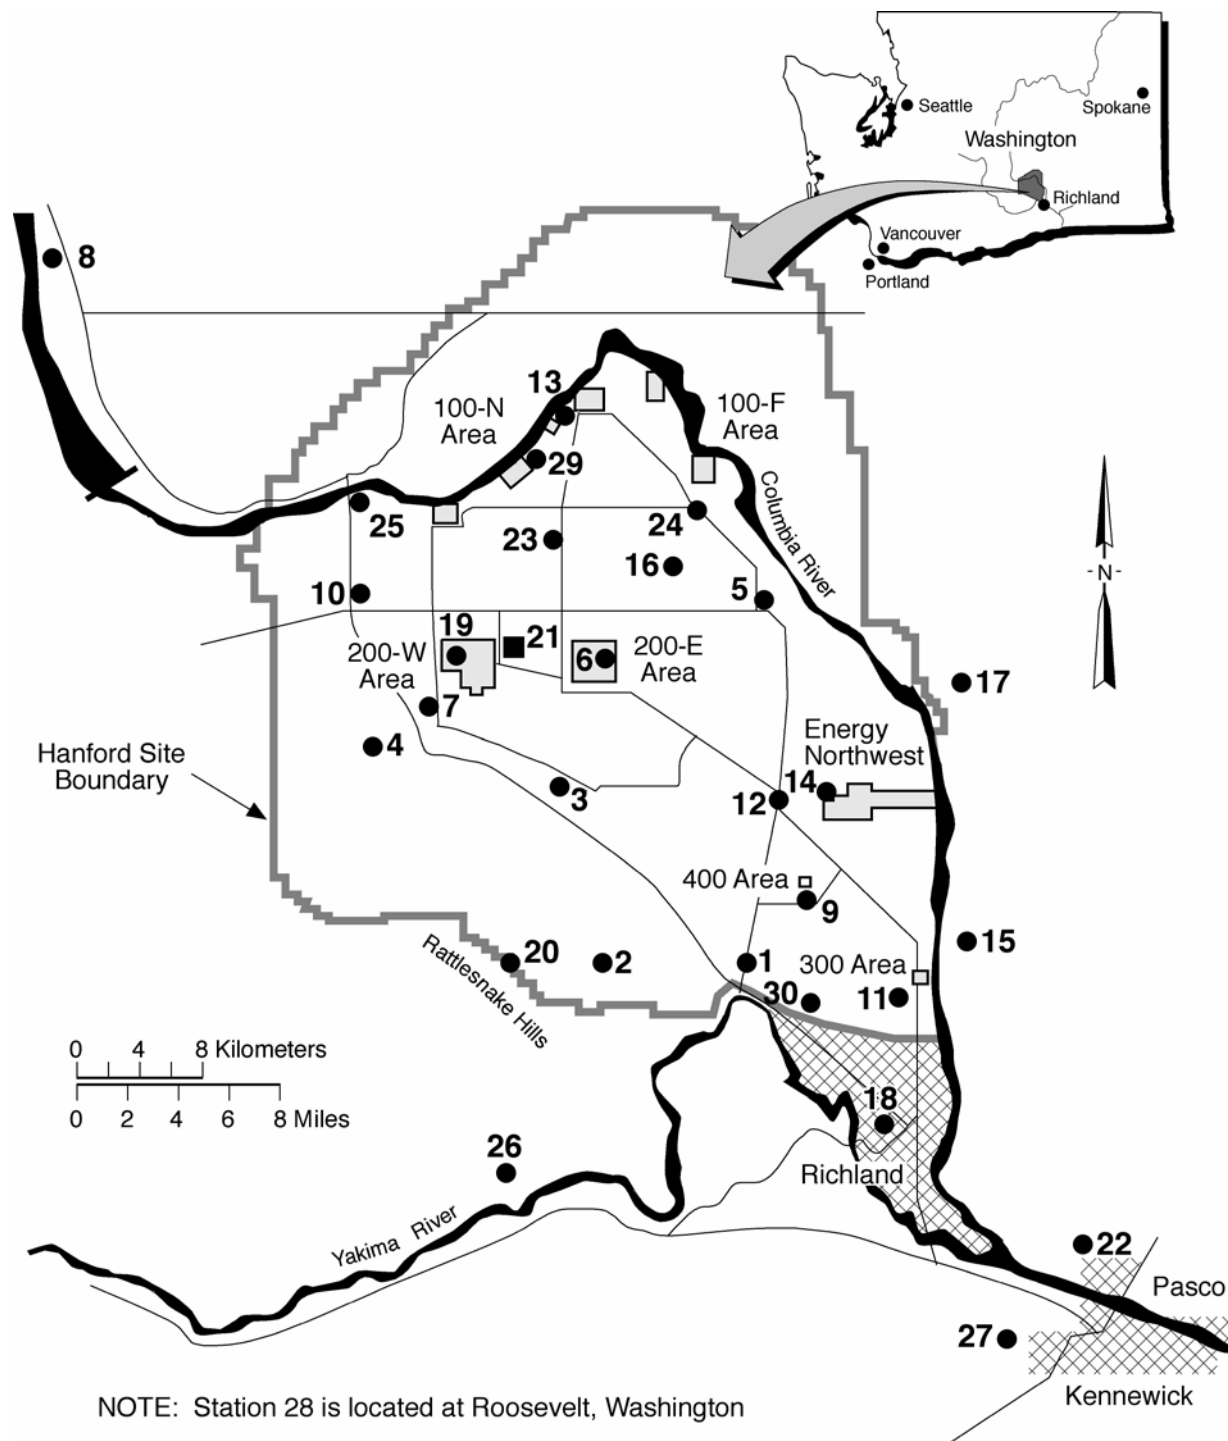 Seattle
Spokane
Washington
Richland
Vancouver
Portland
8
13
100-N
Area
100-F
Area
29
25
23
24
16
Columbia River
10
5
-N-
19
21
200-W
Area
6
200-E
Area
17
7
4
Energy
Northwest
Hanford Site
Boundary
3
12
14
400 Area
9
15
20
2
1
300 Area
30
11
Rattlesnake Hills
0 4 8 Kilometers
0 2 4 6 8 Miles
18
26
Richland
Yakima River
22
Pasco
27
Kennewick
NOTE: Station 28 is located at Roosevelt, Washington